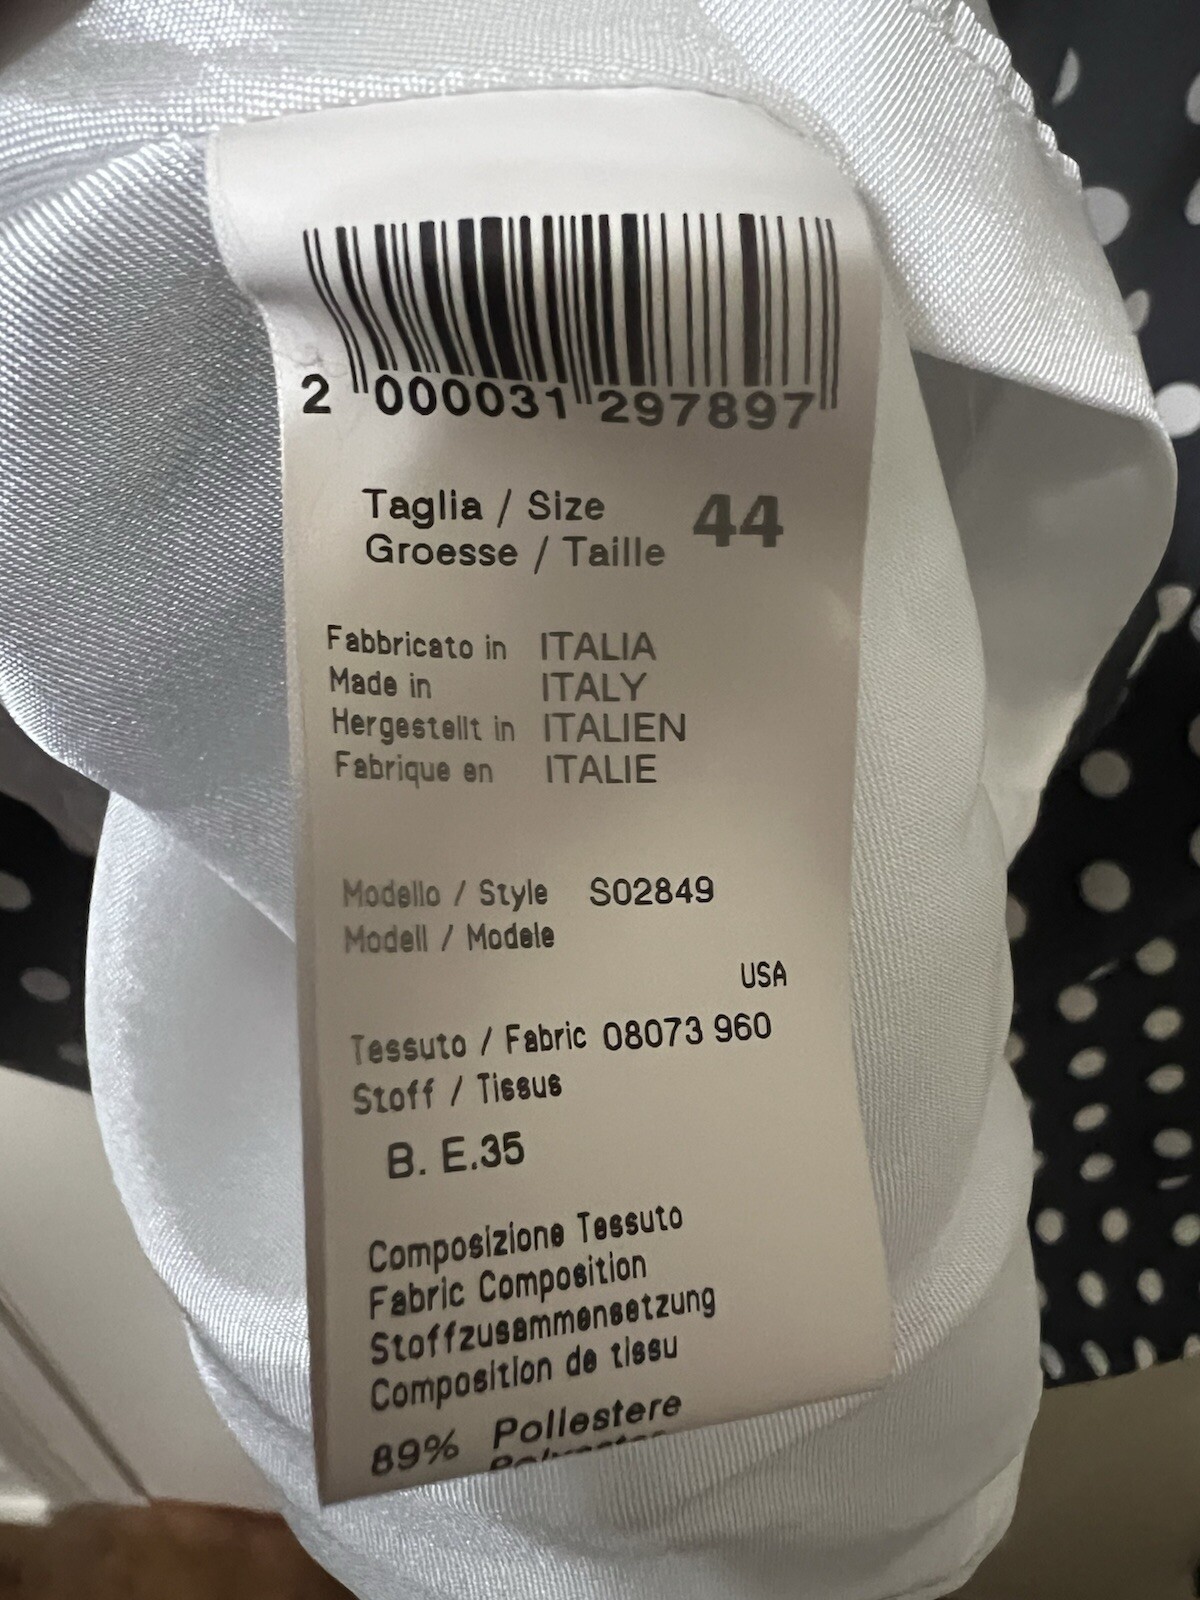 2 000031 297897
Taglia / Size 44
Groesse / Taille
Fabbricato in ITALIA
Made in ITALY
Hergestellt in ITALIEN
Fabrique en ITALIE
Modello / Style S02849
Modell / Modele
USA
Tessuto / Fabric 08073 960
Stoff / Tissus
B. E.35
Composizione Tessuto
Fabric Composition
Stoffzusammensetzung
Composition de tissu
89% Poliestere